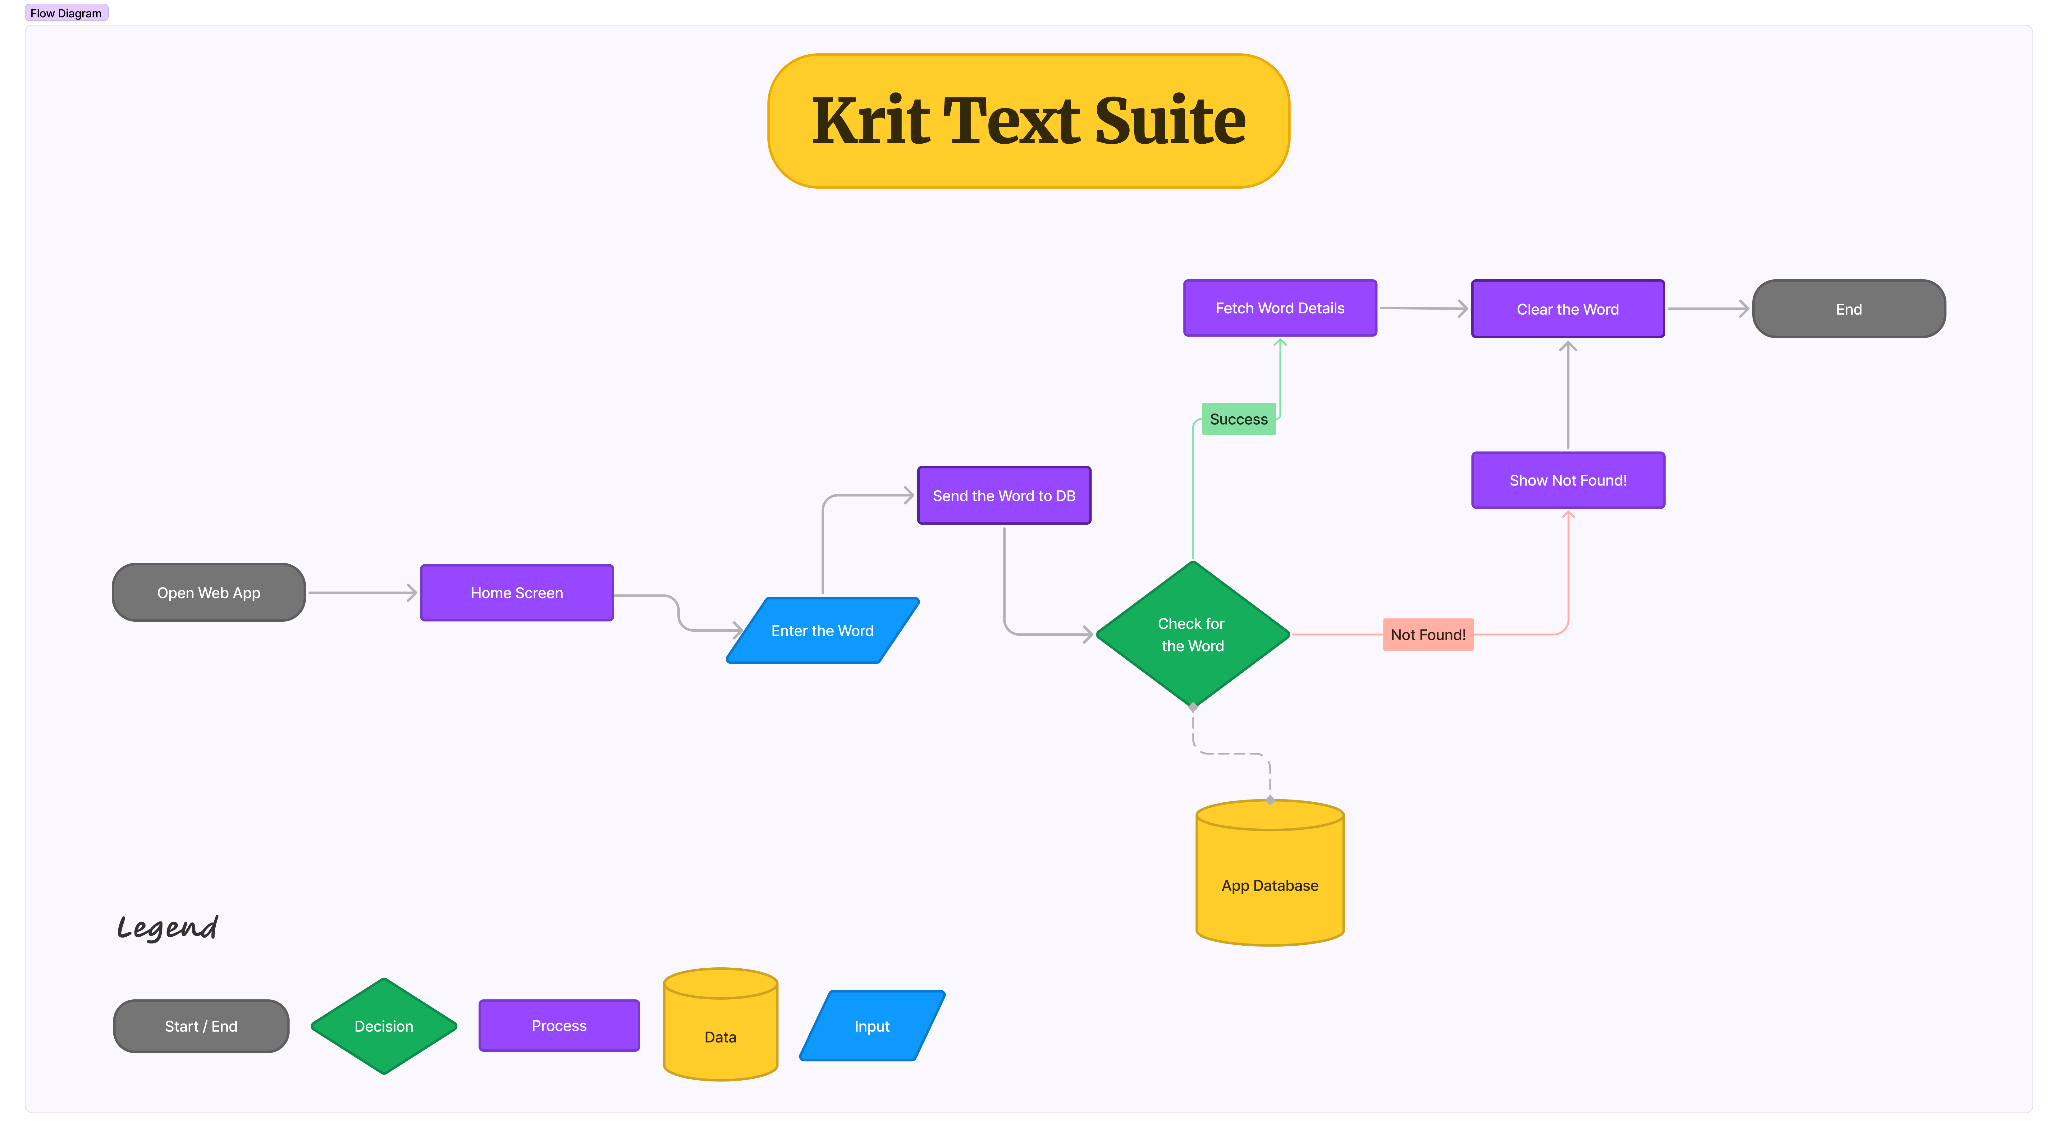 Flow Diagram
Krit Text Suite
Fetch Word Details
Clear the Word
End
Success
Send the Word to DB
Show Not Found!
Open Web App
Home Screen
Enter the Word
Check for
the Word
Not Found!
App Database
Legend
Start / End
Decision
Process
Data
Input